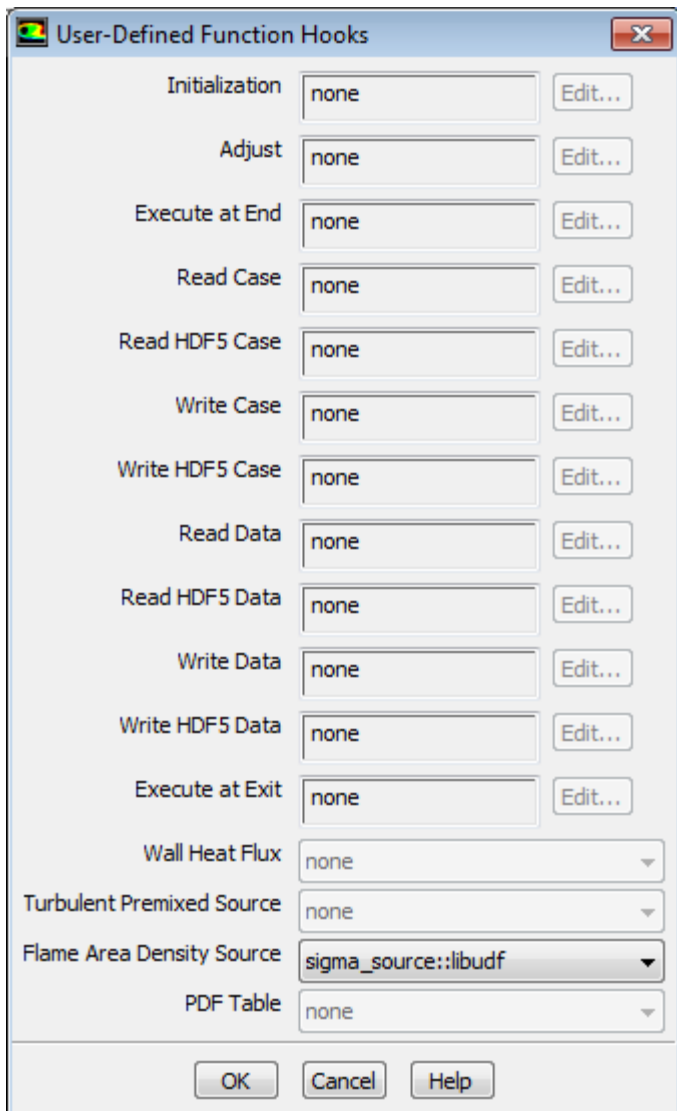 User-Defined Function Hooks
Initialization none Edit...
Adjust none Edit...
Execute at End none Edit...
Read Case none Edit...
Read HDF5 Case none Edit...
Write Case none Edit...
Write HDF5 Case none Edit...
Read Data none Edit...
Read HDF5 Data none Edit...
Write Data none Edit...
Write HDF5 Data none Edit...
Execute at Exit none Edit...
Wall Heat Flux none
Turbulent Premixed Source none
Flame Area Density Source sigma_source::libudf
PDF Table none
OK Cancel Help